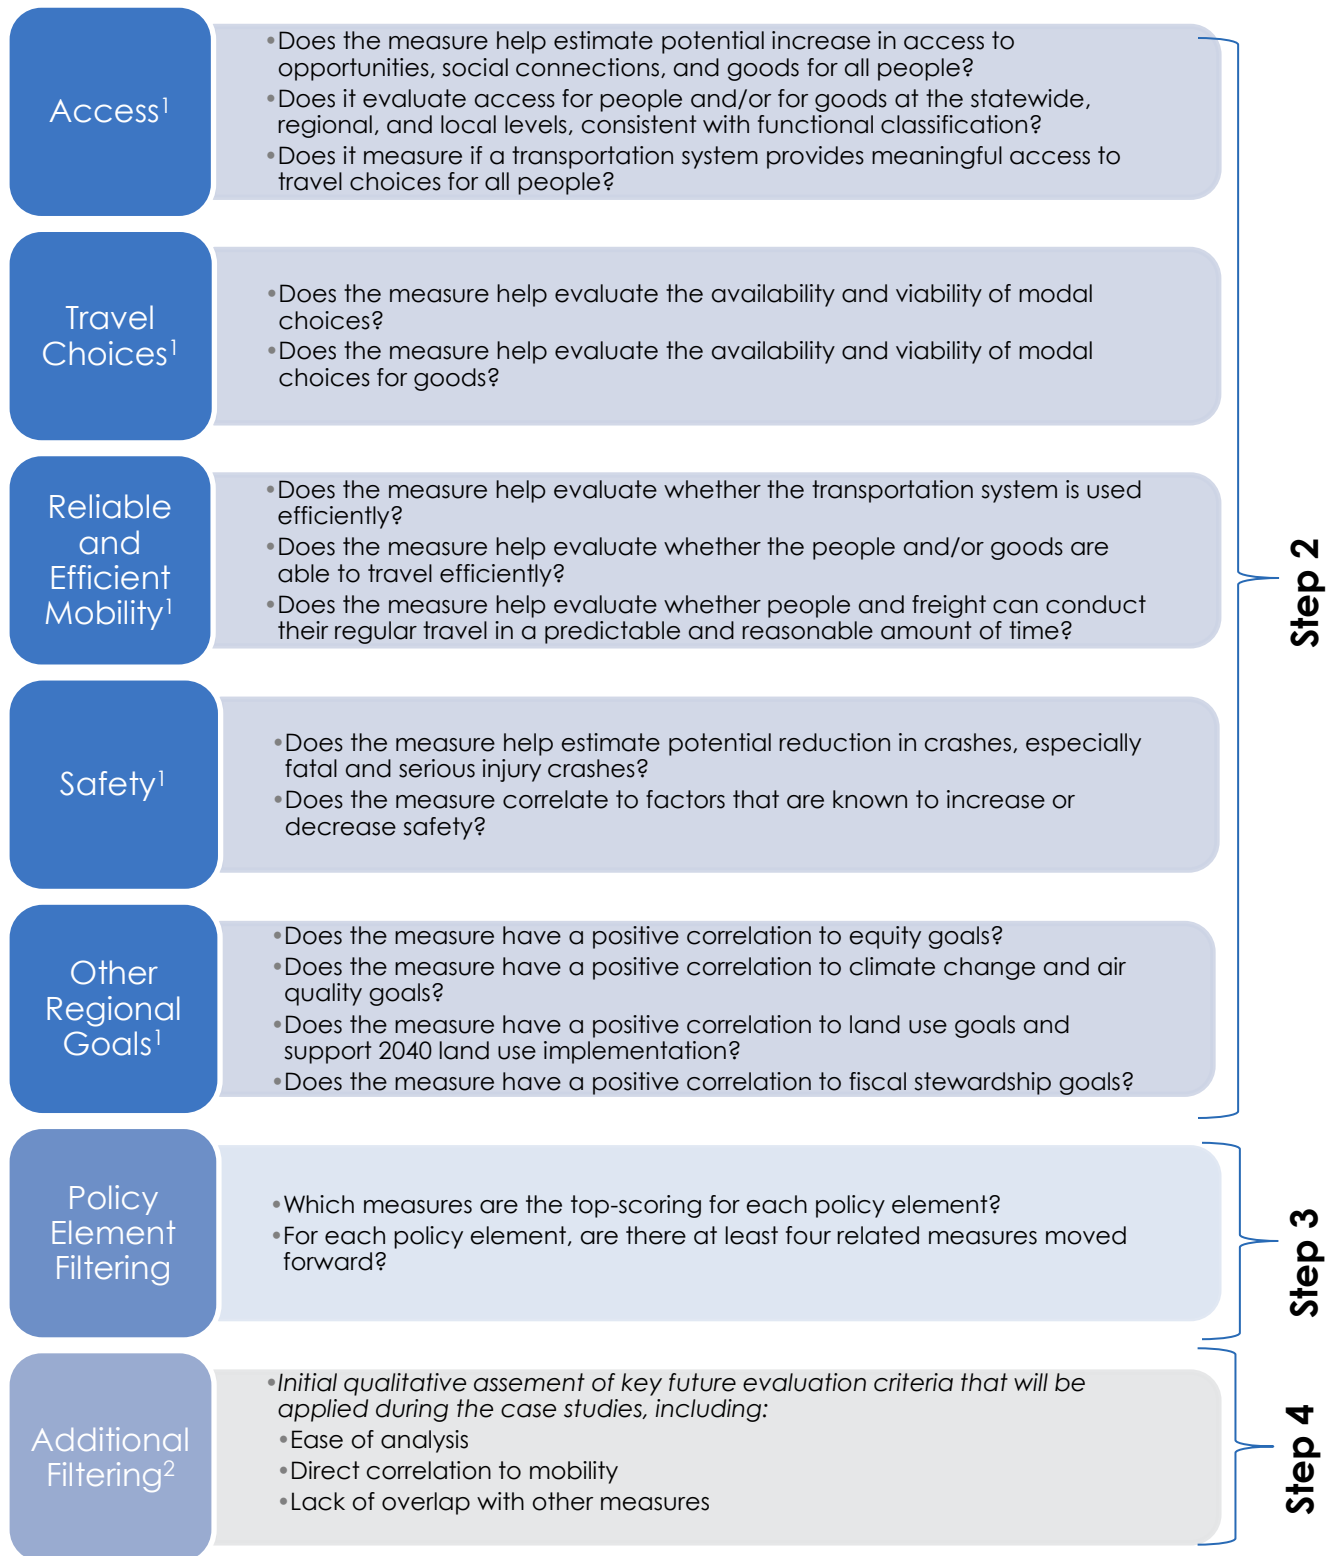 Access1
•Does the measure help estimate potential increase in access to
opportunities, social connections, and goods for all people?
•Does it evaluate access for people and/or for goods at the statewide,
regional, and local levels, consistent with functional classification?
•Does it measure if a transportation system provides meaningful access to
travel choices for all people?
Travel
Choices1
•Does the measure help evaluate the availability and viability of modal
choices?
•Does the measure help evaluate the availability and viability of modal
choices for goods?
Reliable
and
Efficient
Mobility1
•Does the measure help evaluate whether the transportation system is used
efficiently?
•Does the measure help evaluate whether the people and/or goods are
able to travel efficiently?
•Does the measure help evaluate whether people and freight can conduct
their regular travel in a predictable and reasonable amount of time?
Safety1
•Does the measure help estimate potential reduction in crashes, especially
fatal and serious injury crashes?
•Does the measure correlate to factors that are known to increase or
decrease safety?
Other
Regional
Goals1
•Does the measure have a positive correlation to equity goals?
•Does the measure have a positive correlation to climate change and air
quality goals?
•Does the measure have a positive correlation to land use goals and
support 2040 land use implementation?
•Does the measure have a positive correlation to fiscal stewardship goals?
Step 2
Policy
Element
Filtering
•Which measures are the top-scoring for each policy element?
•For each policy element, are there at least four related measures moved
forward?
Step 3
Additional
Filtering2
•Initial qualitative assement of key future evaluation criteria that will be
applied during the case studies, including:
•Ease of analysis
•Direct correlation to mobility
•Lack of overlap with other measures
Step 4